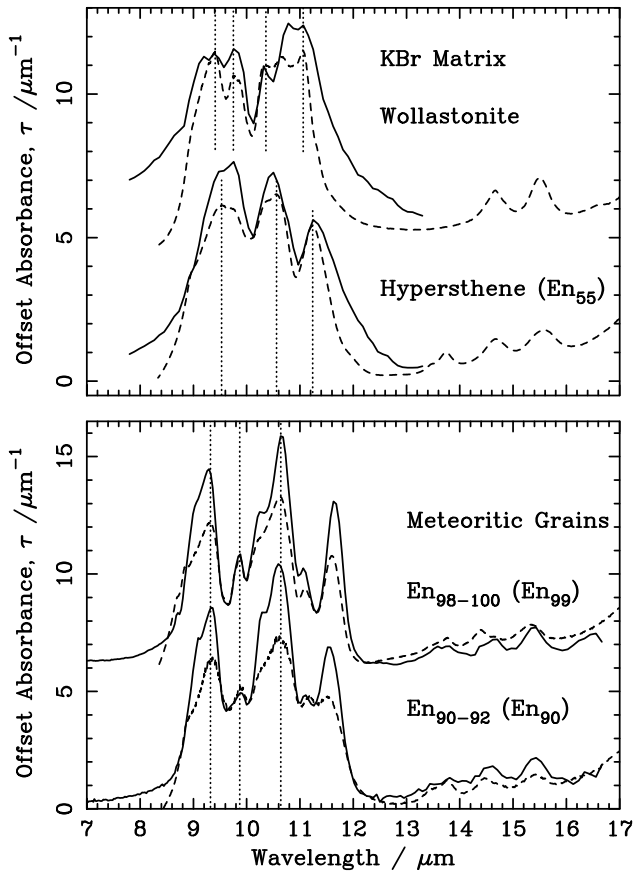 Offset Absorbance, τ /μm⁻¹
10
5
0
KBr Matrix
Wollastonite
Hypersthene (En₅₅)
Offset Absorbance, τ /μm⁻¹
15
10
5
0
Meteoritic Grains
En₉₈₋₁₀₀ (En₉₉)
En₉₀₋₉₂ (En₉₀)
7 8 9 10 11 12 13 14 15 16 17
Wavelength / μm